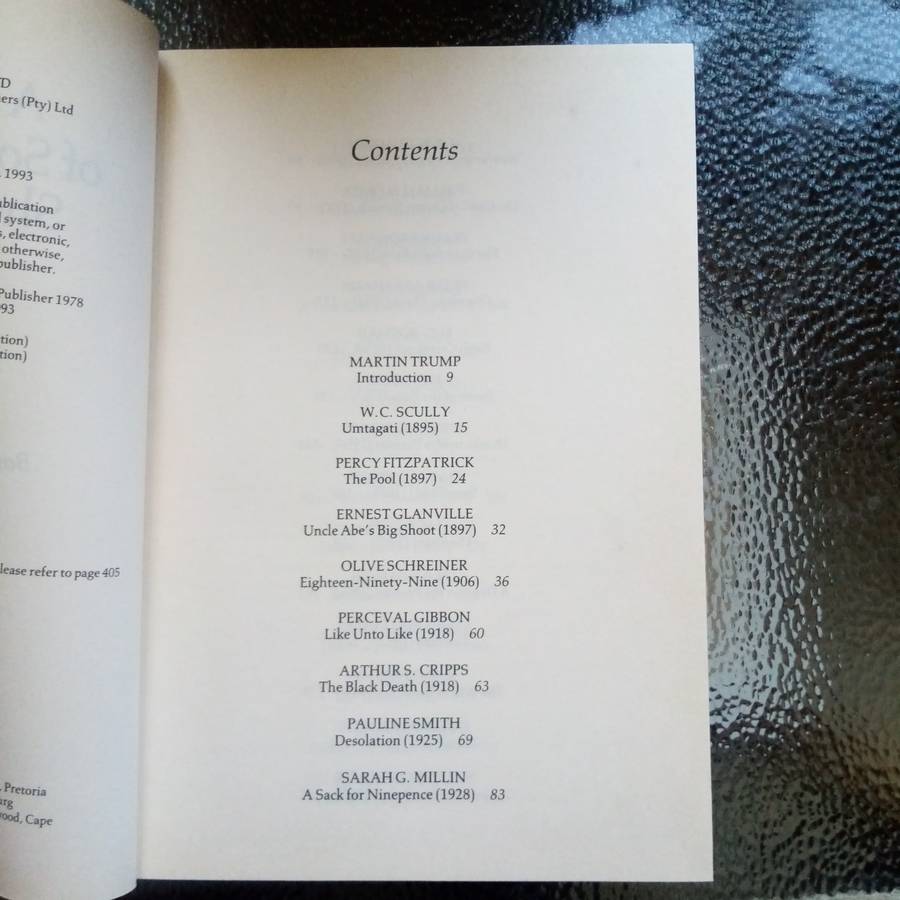 D
ers (Pty) Ltd
1993
ublication
system, or
, electronic,
otherwise,
publisher.
Publisher 1978
93
tion)
tion)
lease refer to page 405
, Pretoria
rg
ood, Cape
Contents
MARTIN TRUMP
Introduction 9
W.C. SCULLY
Umtagati (1895) 15
PERCY FITZPATRICK
The Pool (1897) 24
ERNEST GLANVILLE
Uncle Abe's Big Shoot (1897) 32
OLIVE SCHREINER
Eighteen-Ninety-Nine (1906) 36
PERCEVAL GIBBON
Like Unto Like (1918) 60
ARTHUR S. CRIPPS
The Black Death (1918) 63
PAULINE SMITH
Desolation (1925) 69
SARAH G. MILLIN
A Sack for Ninepence (1928) 83